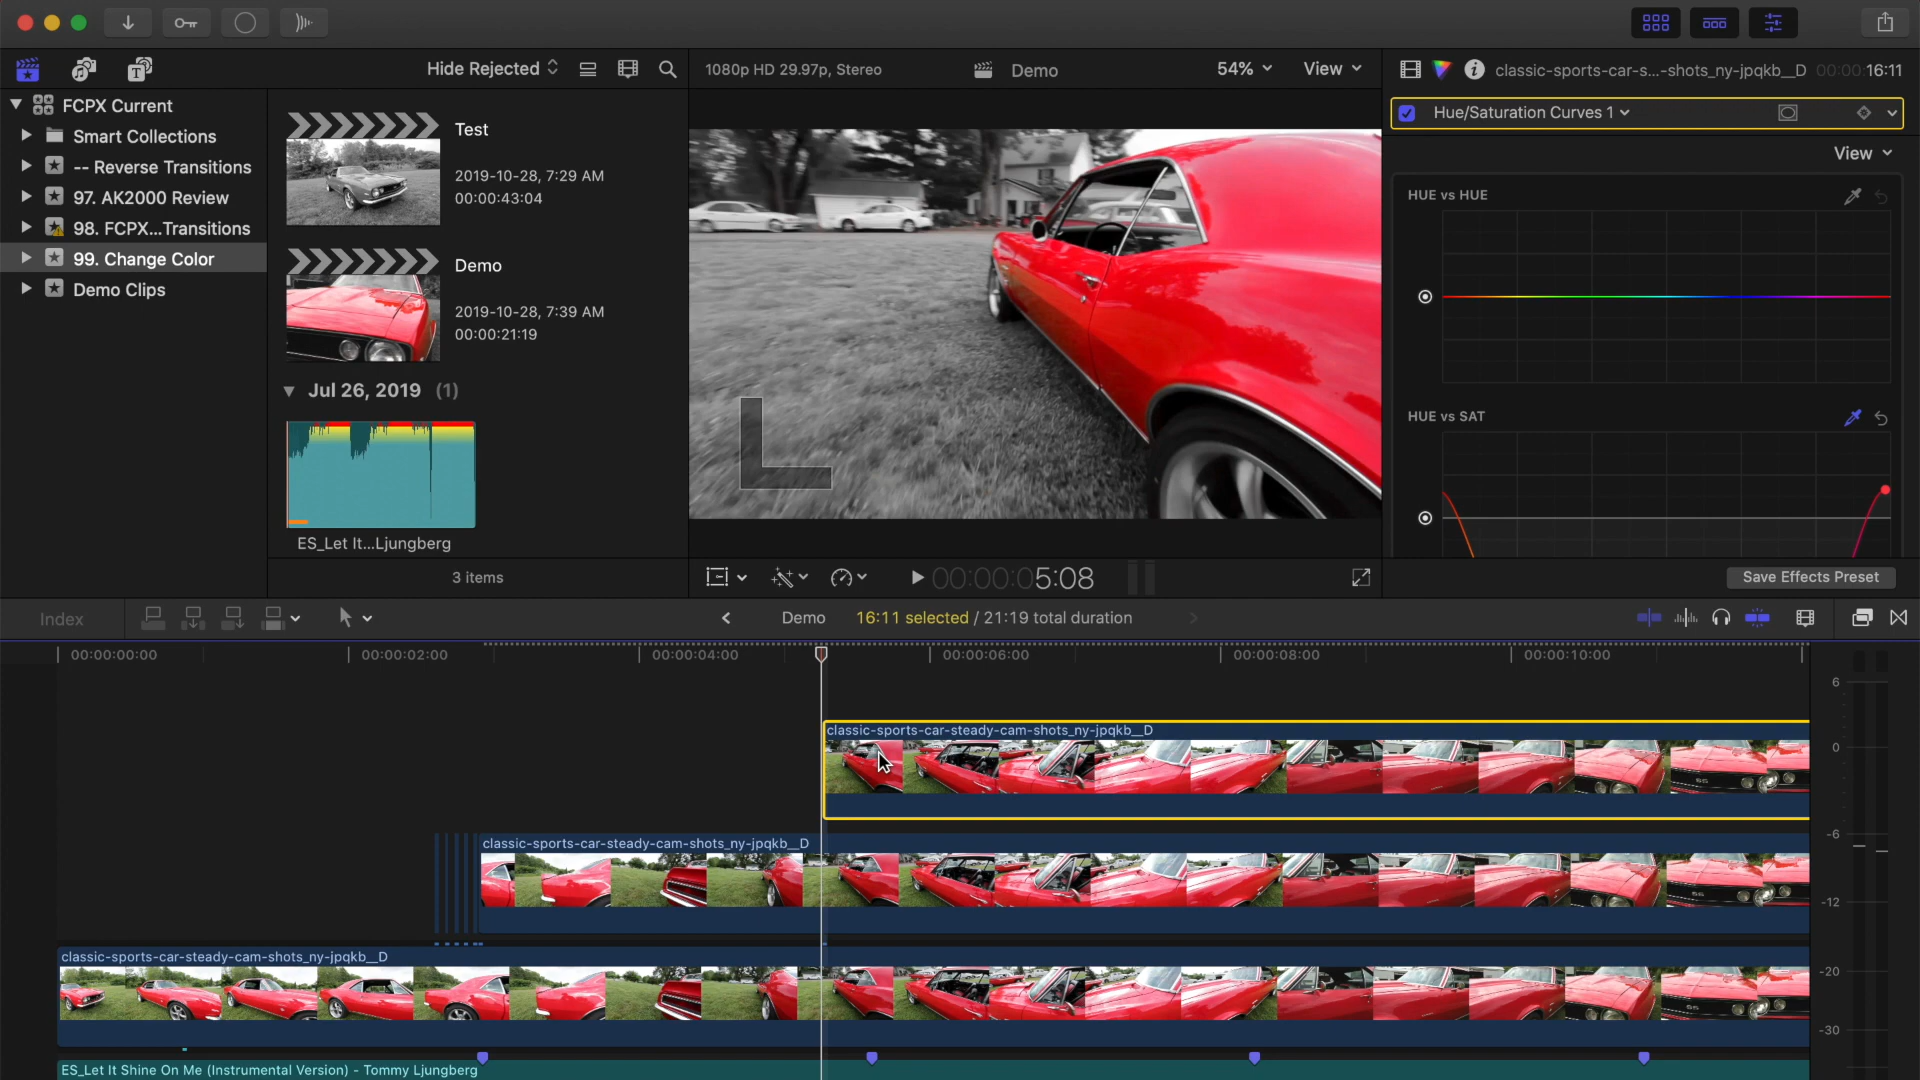 Hide Rejected
1080p HD 29.97p, Stereo
Demo
54%
View
classic-sports-car-s...-shots_ny-jpqkb__D
00:00:16:11
FCPX Current
Smart Collections
-- Reverse Transitions
97. AK2000 Review
98. FCPX...Transitions
99. Change Color
Demo Clips
Test
2019-10-28, 7:29 AM
00:00:43:04
Demo
2019-10-28, 7:39 AM
00:00:21:19
Jul 26, 2019 (1)
ES_Let It...Ljungberg
3 items
Hue/Saturation Curves 1
View
HUE vs HUE
HUE vs SAT
Save Effects Preset
00:00:05:08
Index
Demo
16:11 selected / 21:19 total duration
00:00:00:00
00:00:02:00
00:00:04:00
00:00:06:00
00:00:08:00
00:00:10:00
classic-sports-car-steady-cam-shots_ny-jpqkb__D
classic-sports-car-steady-cam-shots_ny-jpqkb__D
classic-sports-car-steady-cam-shots_ny-jpqkb__D
ES_Let It Shine On Me (Instrumental Version) - Tommy Ljungberg
6
0
-6
-12
-20
-30